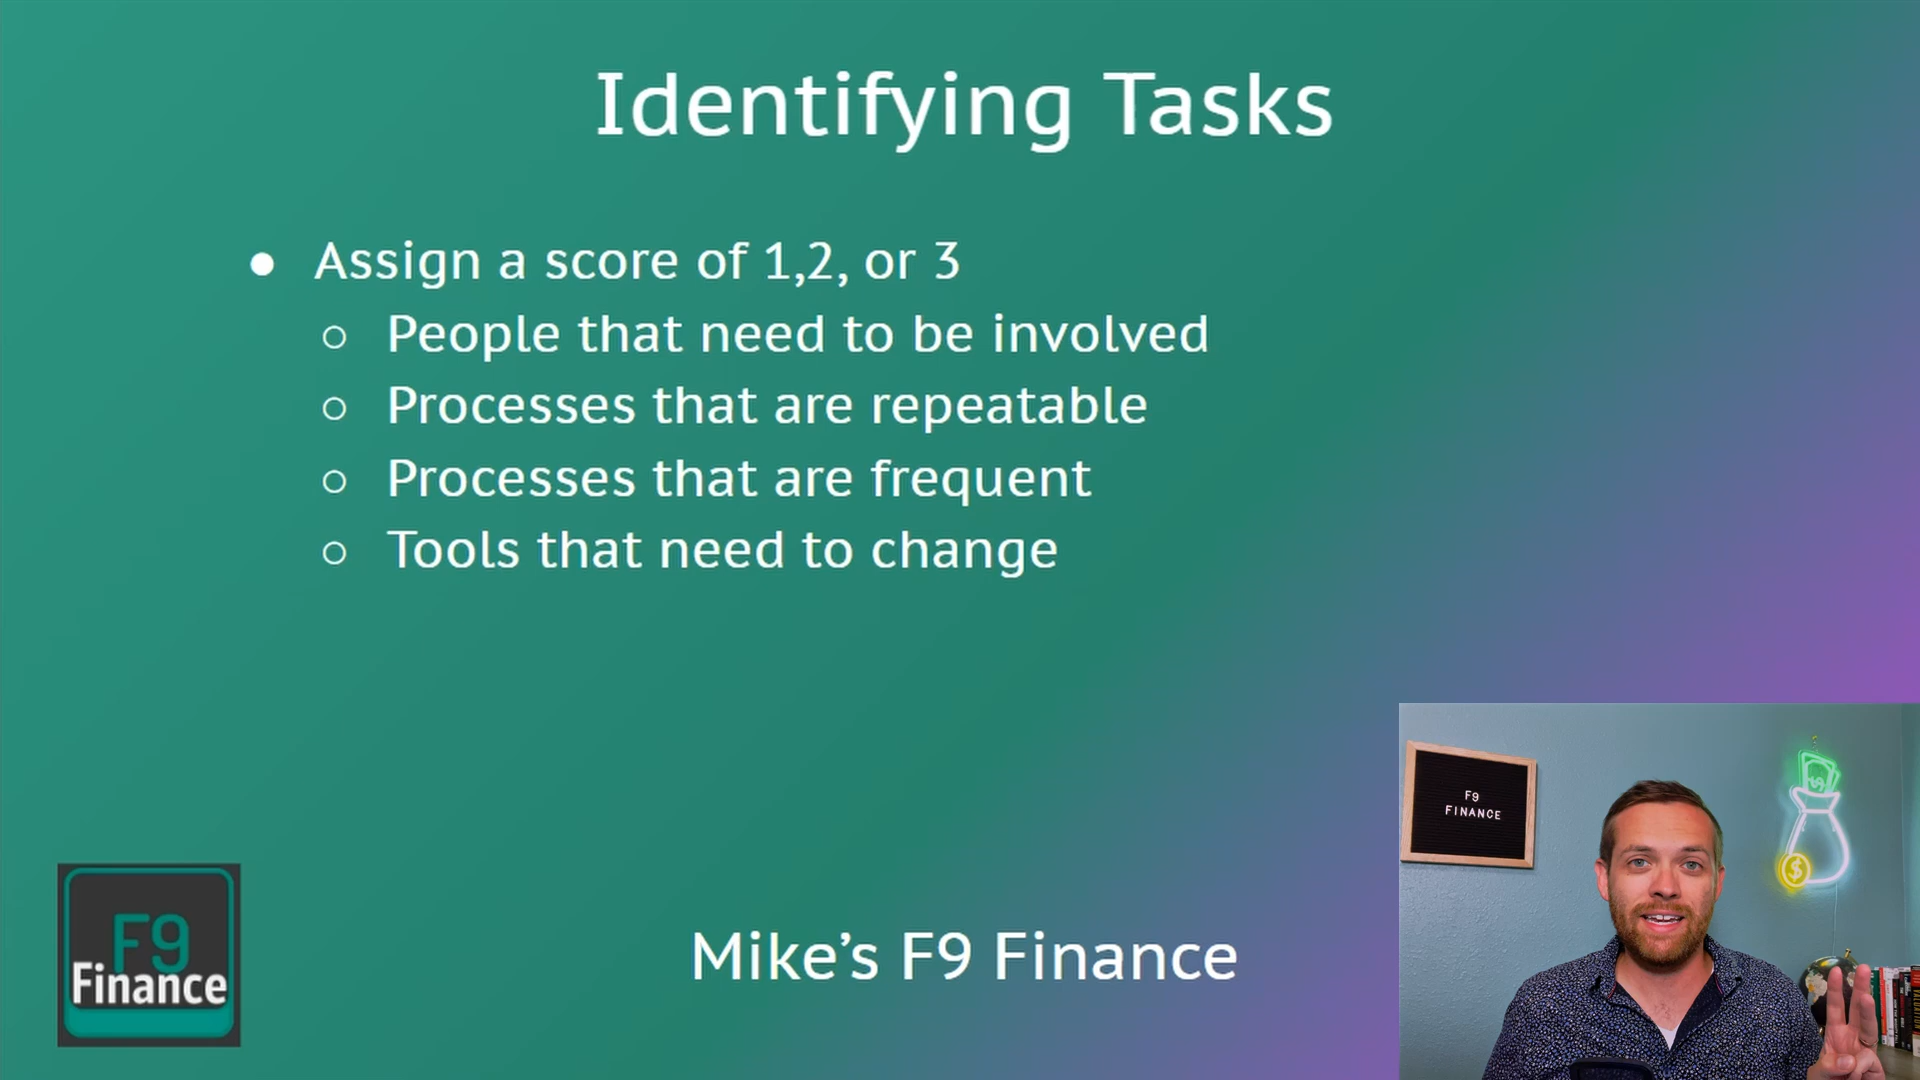 Identifying Tasks
● Assign a score of 1,2, or 3
○ People that need to be involved
○ Processes that are repeatable
○ Processes that are frequent
○ Tools that need to change
Mike’s F9 Finance
F9
Finance
F9
FINANCE
$
$